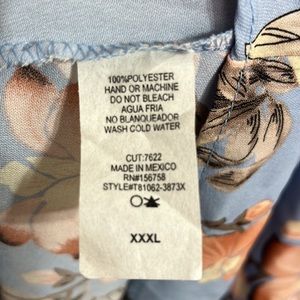 100%POLYESTER
HAND OR MACHINE
DO NOT BLEACH
AGUA FRIA
NO BLANQUEADOR
WASH COLD WATER
CUT:7622
MADE IN MEXICO
RN#156758
STYLE#T81062-3873X
XXXL